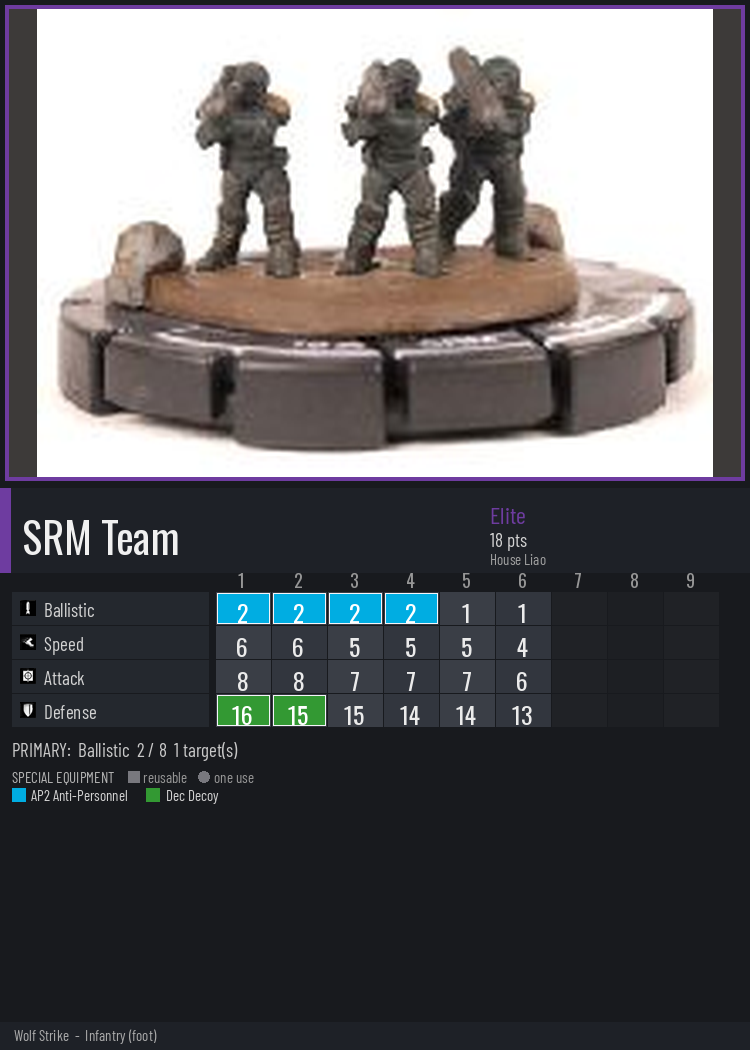 SRM Team
Elite
18 pts
House Liao
1 2 3 4 5 6 7 8 9
Ballistic 2 2 2 2 1 1
Speed 6 6 5 5 5 4
Attack 8 8 7 7 7 6
Defense 16 15 15 14 14 13
PRIMARY: Ballistic 2 / 8 1 target(s)
SPECIAL EQUIPMENT reusable one use
AP2 Anti-Personnel Dec Decoy
Wolf Strike - Infantry (foot)